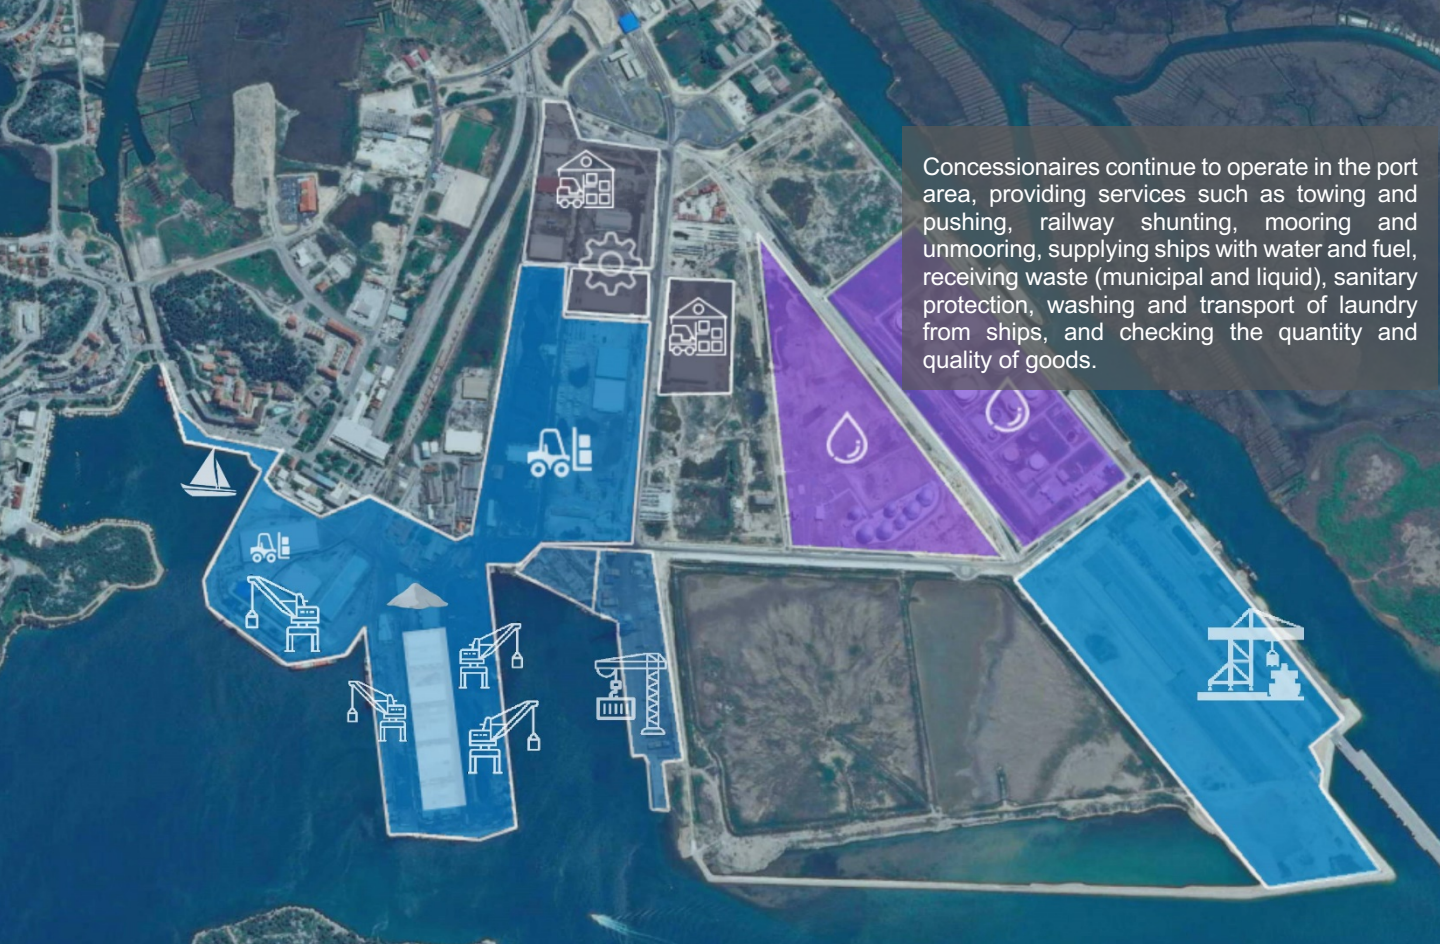 Concessionaires continue to operate in the port
area, providing services such as towing and
pushing, railway shunting, mooring and
unmooring, supplying ships with water and fuel,
receiving waste (municipal and liquid), sanitary
protection, washing and transport of laundry
from ships, and checking the quantity and
quality of goods.